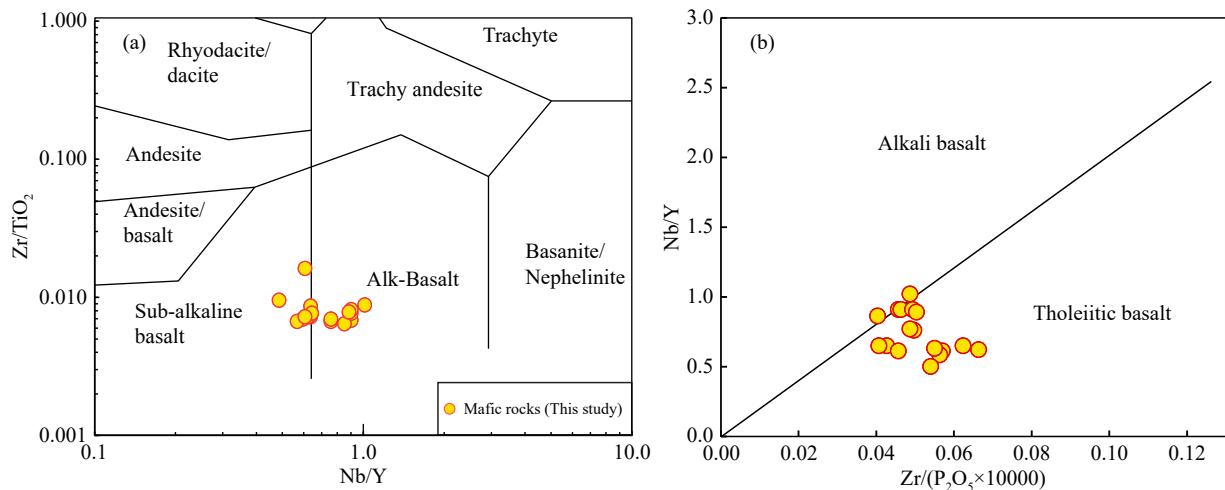 (a)
1.000
0.100
0.010
0.001
Zr/TiO₂
Rhyodacite/
dacite
Trachyte
Trachy andesite
Andesite
Andesite/
basalt
Basanite/
Nephelinite
Alk-Basalt
Sub-alkaline
basalt
Mafic rocks (This study)
0.1
1.0
10.0
Nb/Y
(b)
3.0
2.5
2.0
1.5
1.0
0.5
0.0
Nb/Y
Alkali basalt
Tholeiitic basalt
0.00
0.02
0.04
0.06
0.08
0.10
0.12
Zr/(P₂O₅×10000)